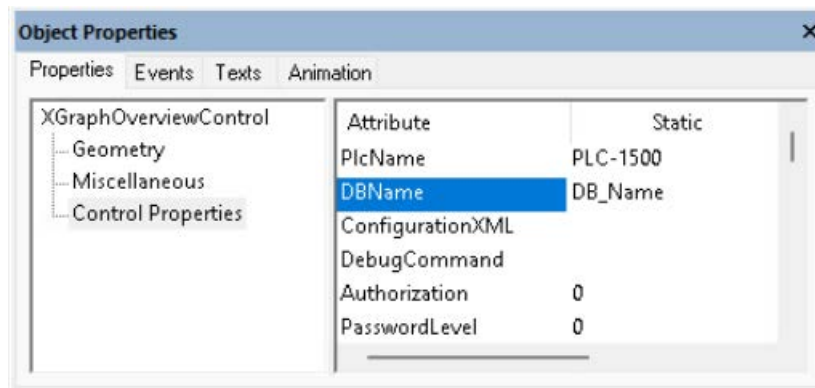 Object Properties
Properties Events Texts Animation
XGraphOverviewControl
Geometry
Miscellaneous
Control Properties
Attribute Static
PlcName PLC-1500
DBName DB_Name
ConfigurationXML
DebugCommand
Authorization 0
PasswordLevel 0